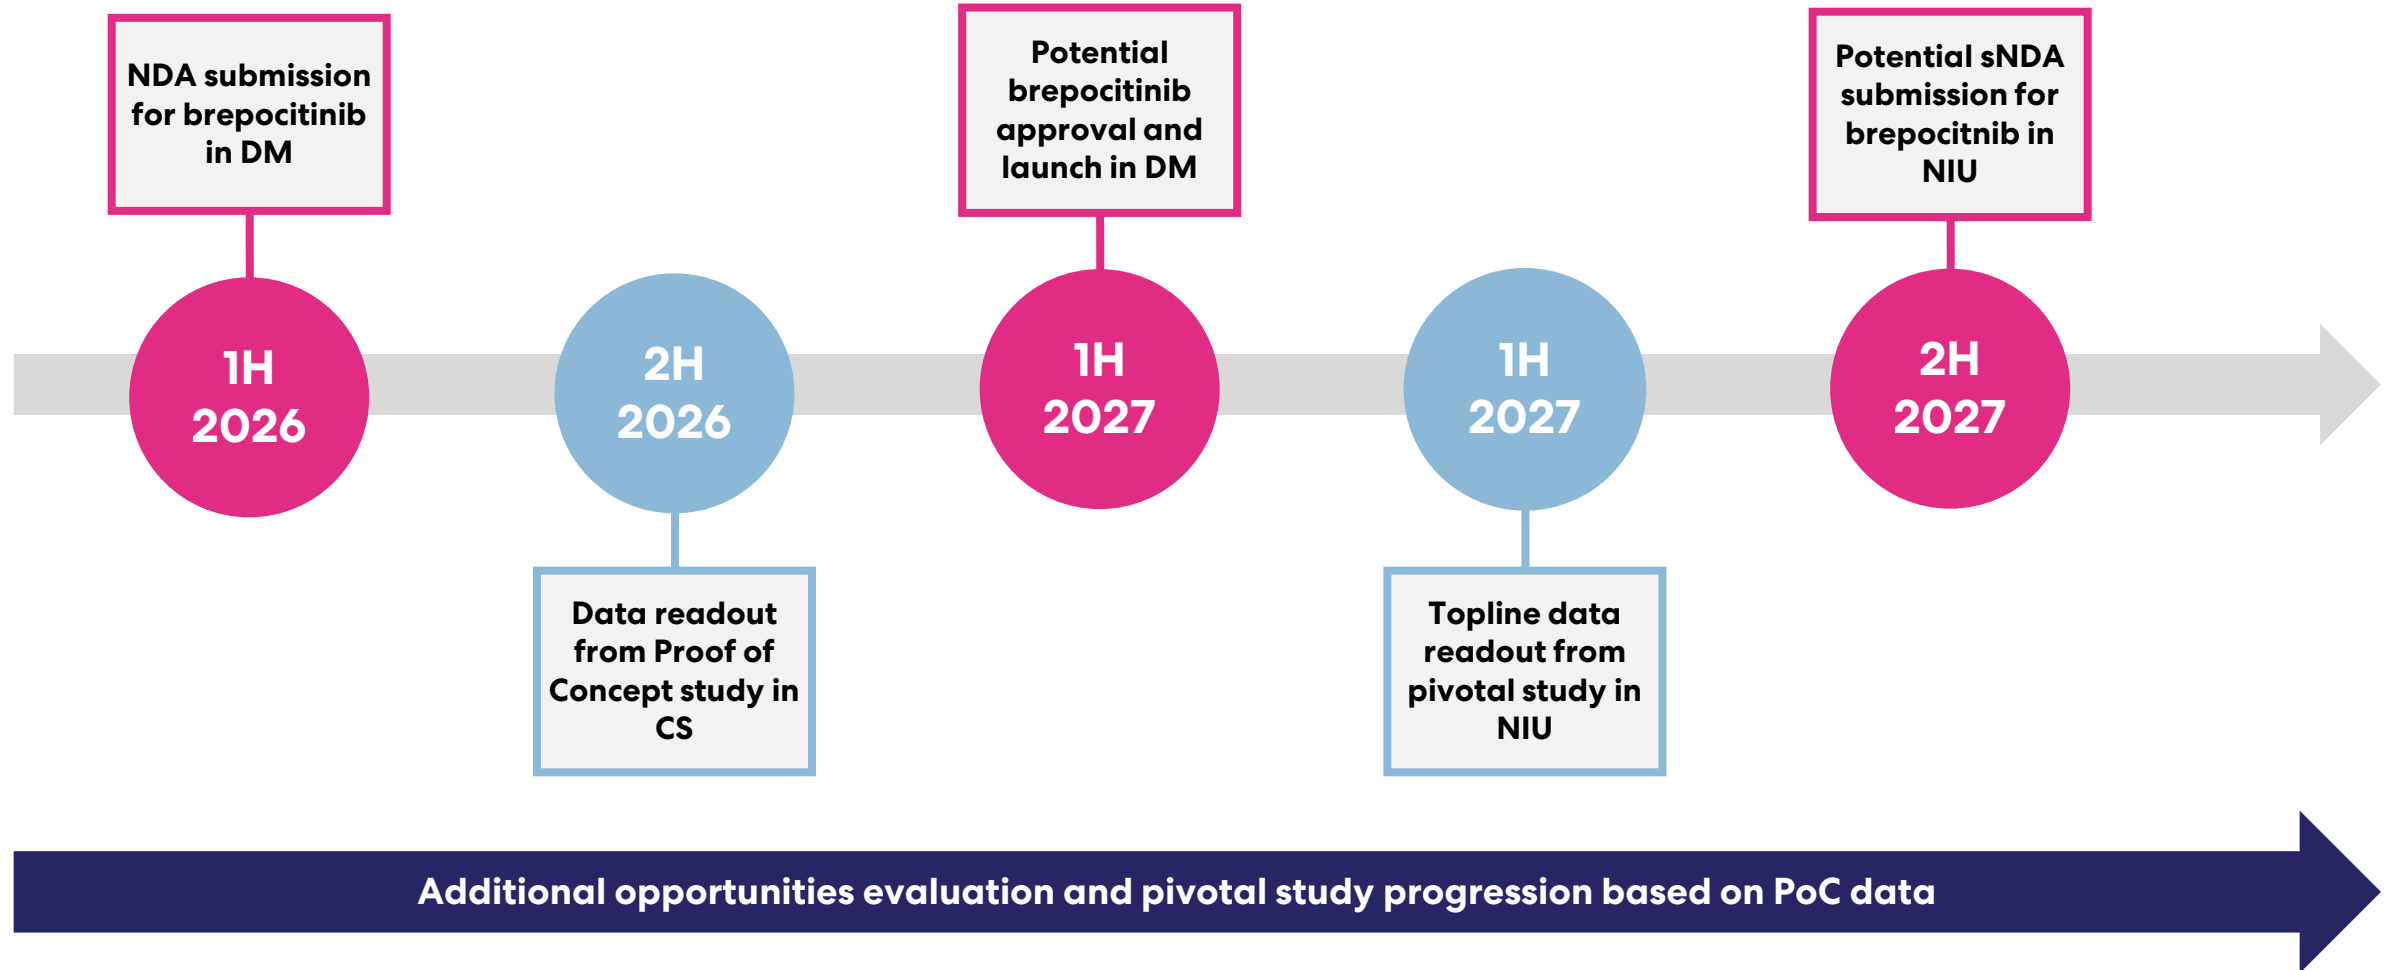 NDA submission
for brepocitinib
in DM
Potential
brepocitinib
approval and
launch in DM
Potential sNDA
submission for
brepocitnib in
NIU
1H
2026
2H
2026
1H
2027
1H
2027
2H
2027
Data readout
from Proof of
Concept study in
CS
Topline data
readout from
pivotal study in
NIU
Additional opportunities evaluation and pivotal study progression based on PoC data